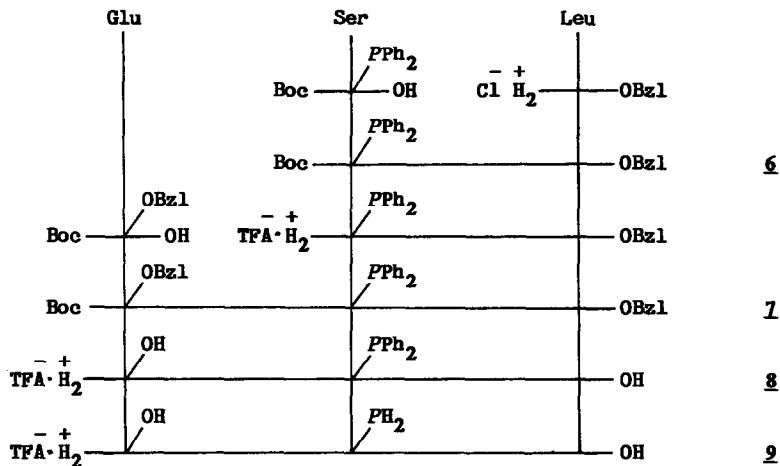 Glu Ser Leu
PPh2
Boc OH Cl- H2+ OBzl
PPh2
Boc OBzl 6
OBzl PPh2
Boc OH TFA·H2 - + OBzl
OBzl PPh2
Boc OBzl 7
OH PPh2
TFA·H2 - + OH 8
OH PH2
TFA·H2 - + OH 9